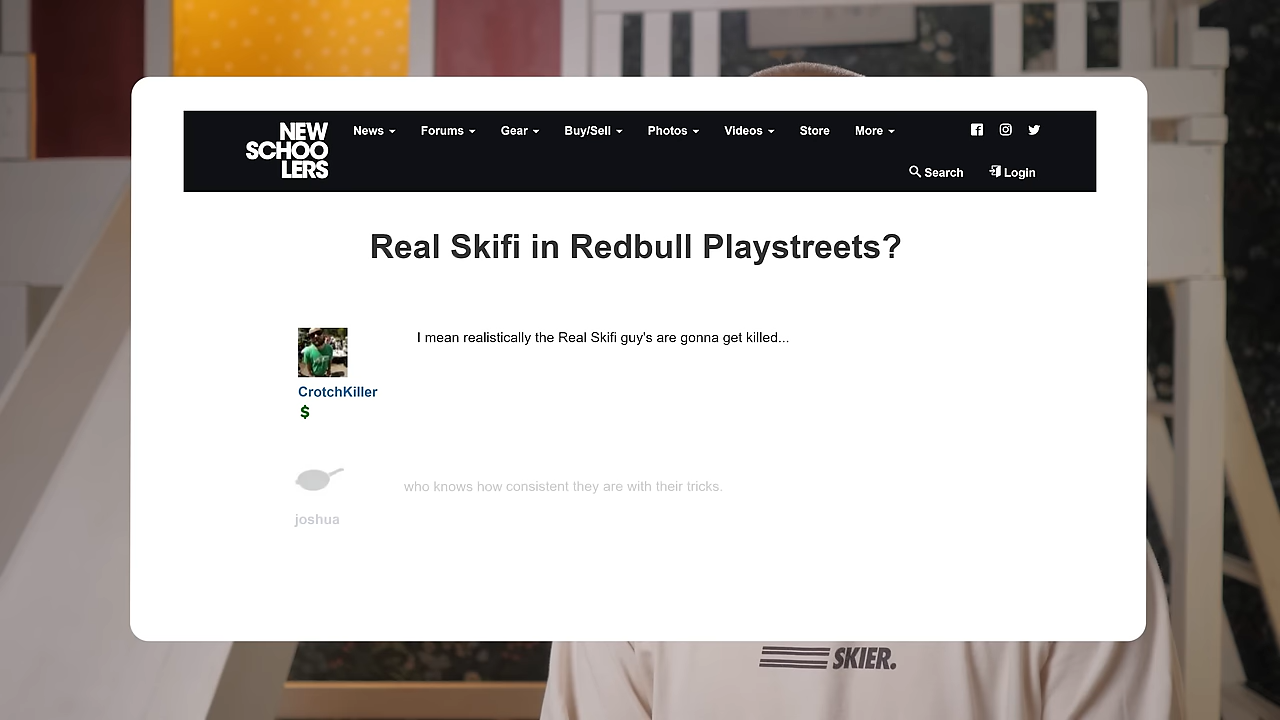 NEW
SCHOO
LERS
News Forums Gear Buy/Sell Photos Videos Store More
Search Login
Real Skifi in Redbull Playstreets?
I mean realistically the Real Skifi guy's are gonna get killed...
CrotchKiller
$
who knows how consistent they are with their tricks.
joshua
SKIER.